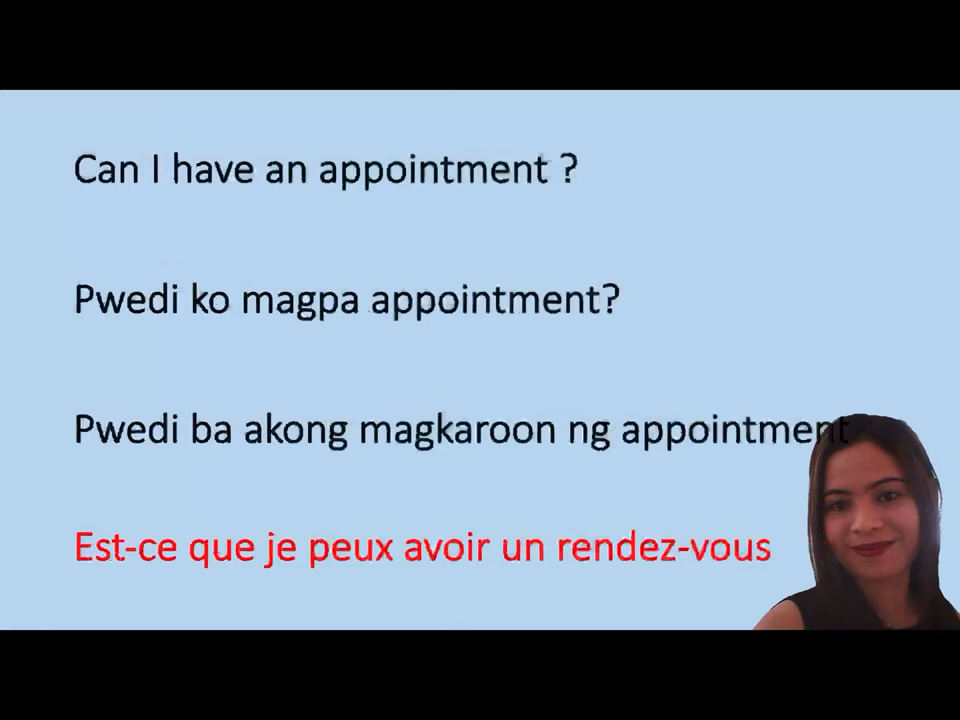 Can I have an appointment ?
Pwedi ko magpa appointment?
Pwedi ba akong magkaroon ng appointment
Est-ce que je peux avoir un rendez-vous